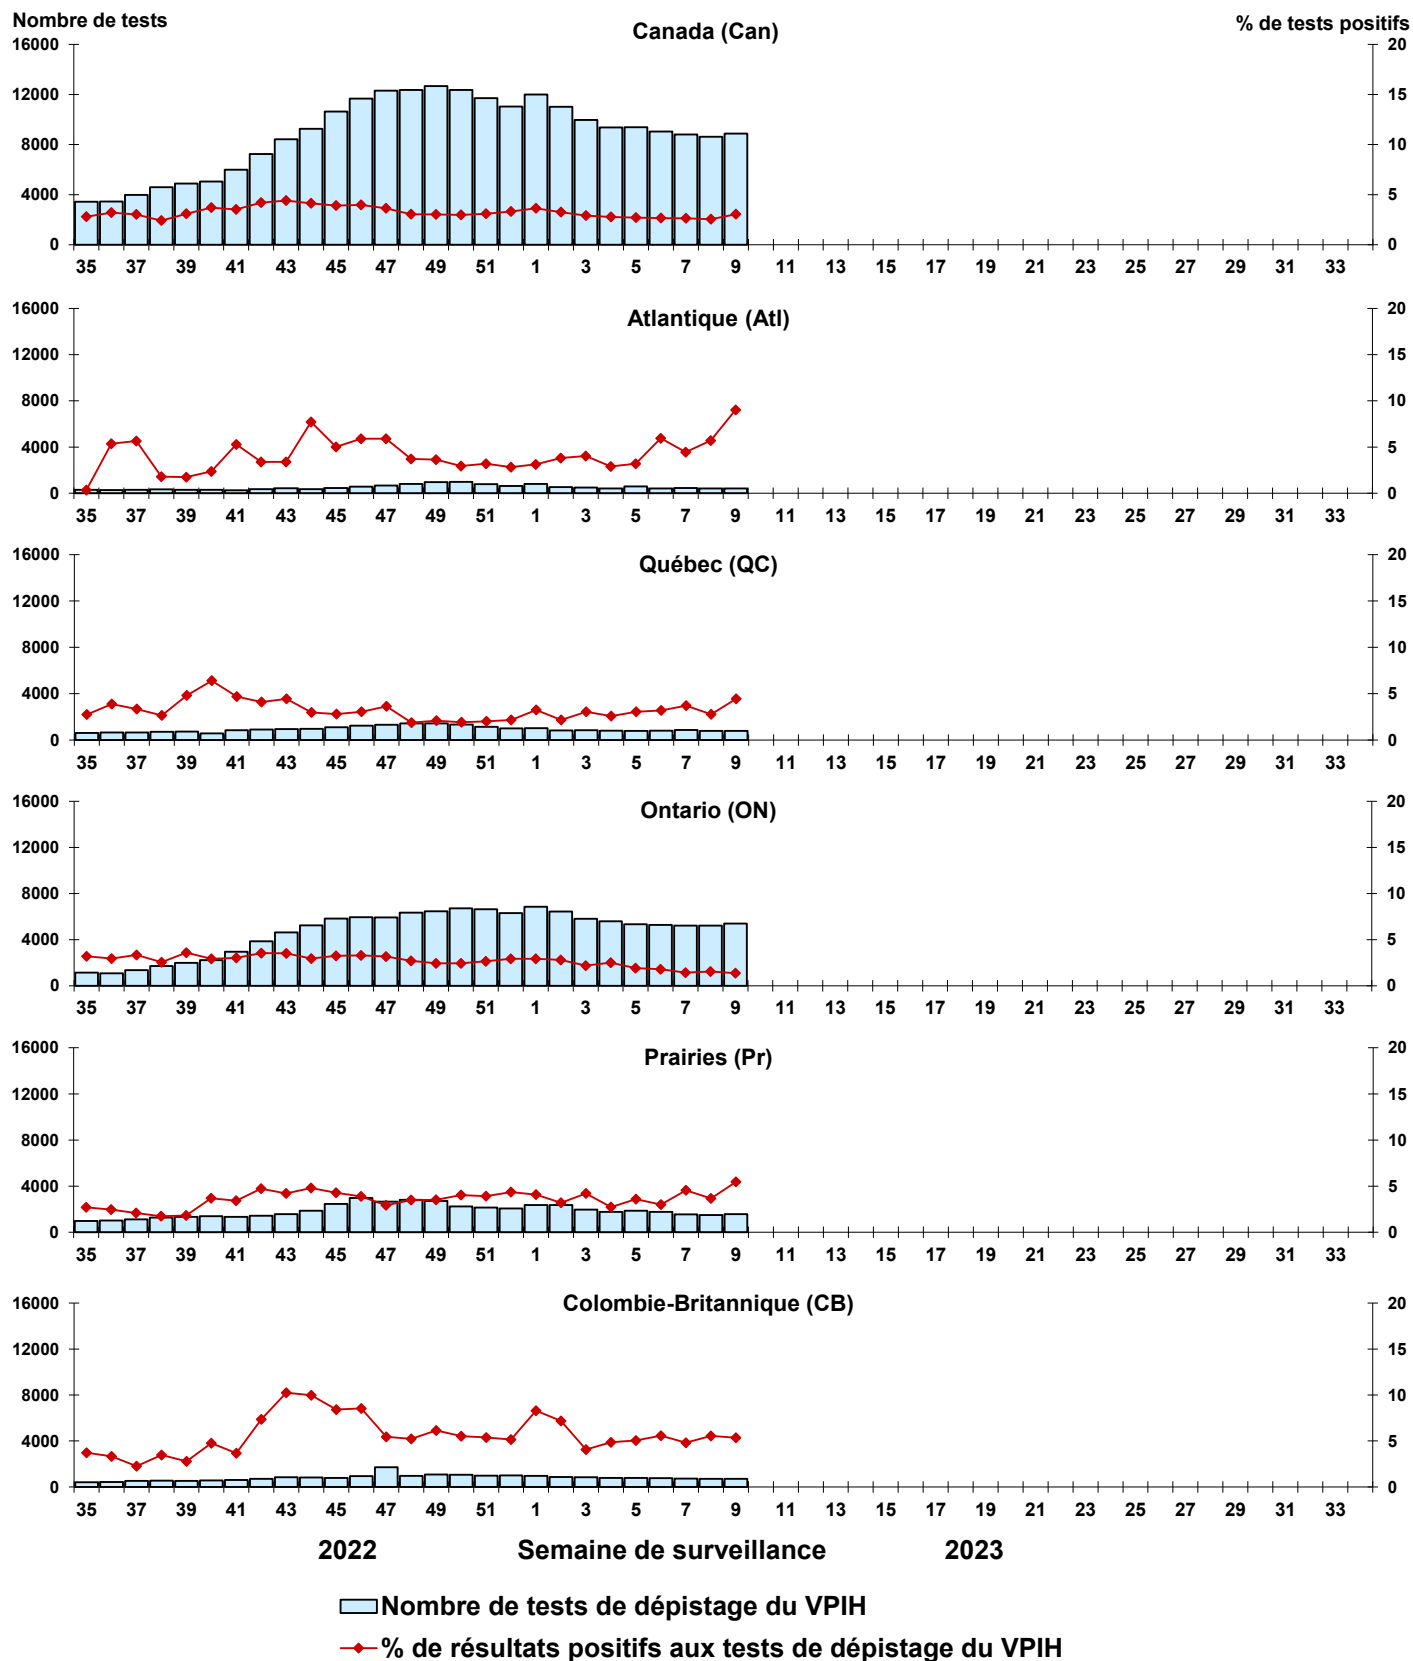 Nombre de tests
Canada (Can)
% de tests positifs
16000 20
12000 15
8000 10
4000 5
0 0
35 37 39 41 43 45 47 49 51 1 3 5 7 9 11 13 15 17 19 21 23 25 27 29 31 33
Atlantique (Atl)
16000 20
12000 15
8000 10
4000 5
0 0
35 37 39 41 43 45 47 49 51 1 3 5 7 9 11 13 15 17 19 21 23 25 27 29 31 33
Québec (QC)
16000 20
12000 15
8000 10
4000 5
0 0
35 37 39 41 43 45 47 49 51 1 3 5 7 9 11 13 15 17 19 21 23 25 27 29 31 33
Ontario (ON)
16000 20
12000 15
8000 10
4000 5
0 0
35 37 39 41 43 45 47 49 51 1 3 5 7 9 11 13 15 17 19 21 23 25 27 29 31 33
Prairies (Pr)
16000 20
12000 15
8000 10
4000 5
0 0
35 37 39 41 43 45 47 49 51 1 3 5 7 9 11 13 15 17 19 21 23 25 27 29 31 33
Colombie-Britannique (CB)
16000 20
12000 15
8000 10
4000 5
0 0
35 37 39 41 43 45 47 49 51 1 3 5 7 9 11 13 15 17 19 21 23 25 27 29 31 33
2022 Semaine de surveillance 2023
Nombre de tests de dépistage du VPIH
% de résultats positifs aux tests de dépistage du VPIH